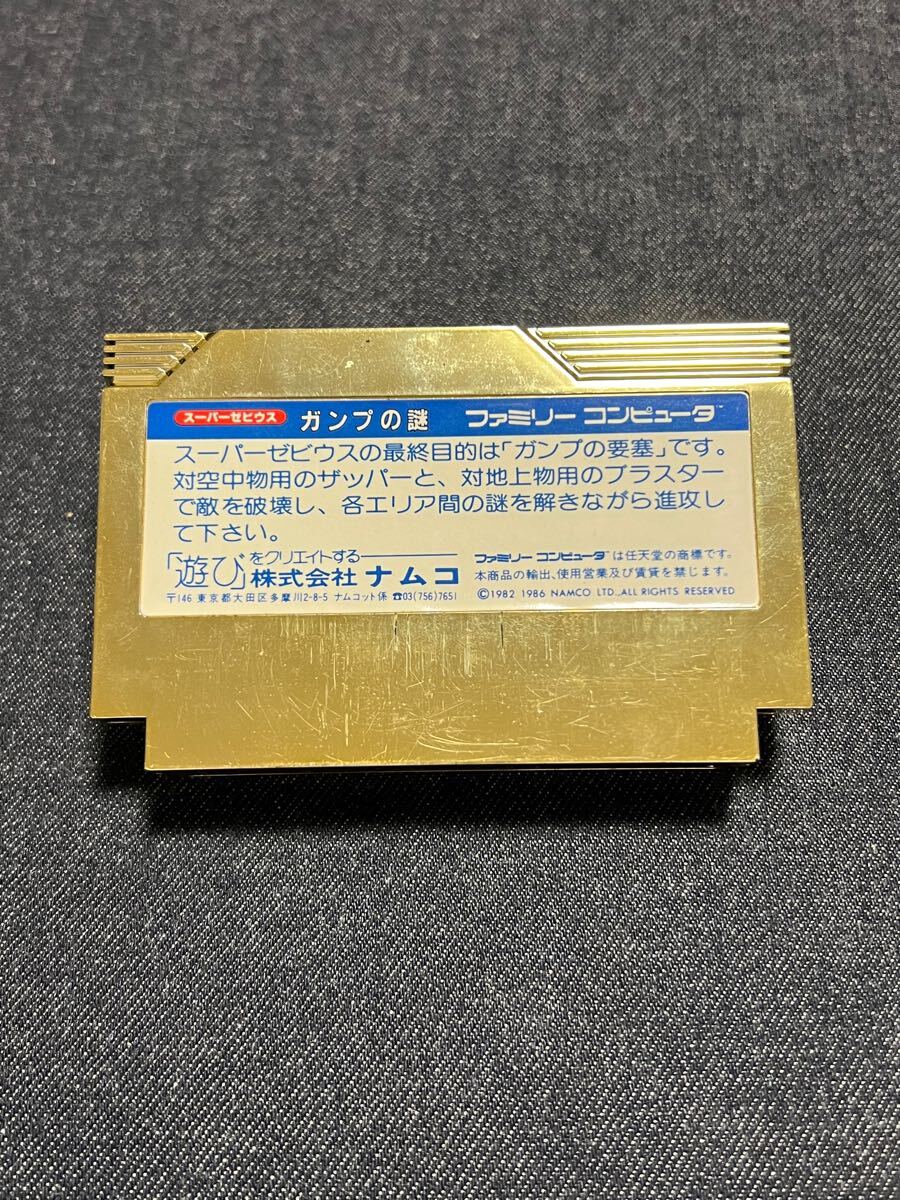 スーパーゼビウス ガンプの謎 ファミリー コンピュータ™
スーパーゼビウスの最終目的は「ガンプの要塞」です。
対空中物用のザッパーと、対地上物用のブラスター
で敵を破壊し、各エリア間の謎を解きながら進攻し
て下さい。
「遊び」をクリエイトする
株式会社 ナムコ
〒146 東京都大田区多摩川2-8-5 ナムコット係 ☎03(756)7651
ファミリー コンピュータ™は任天堂の商標です。
本商品の輸出、使用営業及び賃貸を禁じます。
©1982 1986 NAMCO LTD.,ALL RIGHTS RESERVED